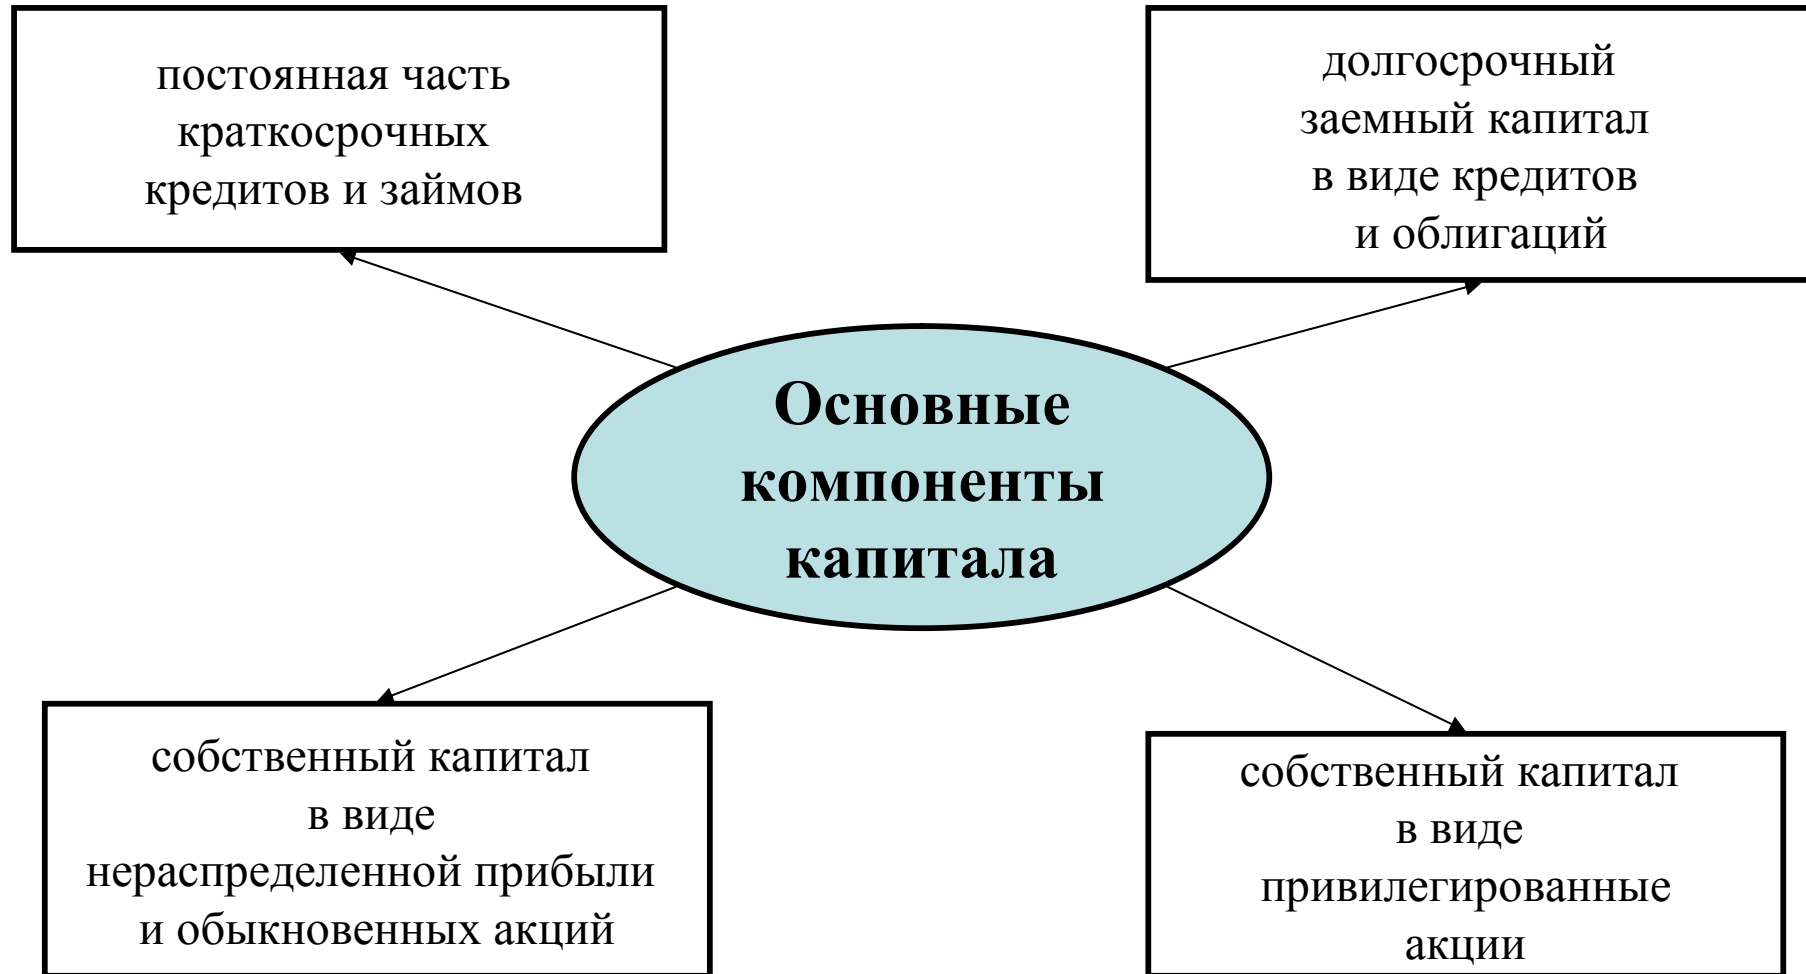 постоянная часть
краткосрочных
кредитов и займов
долгосрочный
заемный капитал
в виде кредитов
и облигаций
Основные
компоненты
капитала
собственный капитал
в виде
нераспределенной прибыли
и обыкновенных акций
собственный капитал
в виде
привилегированные
акции